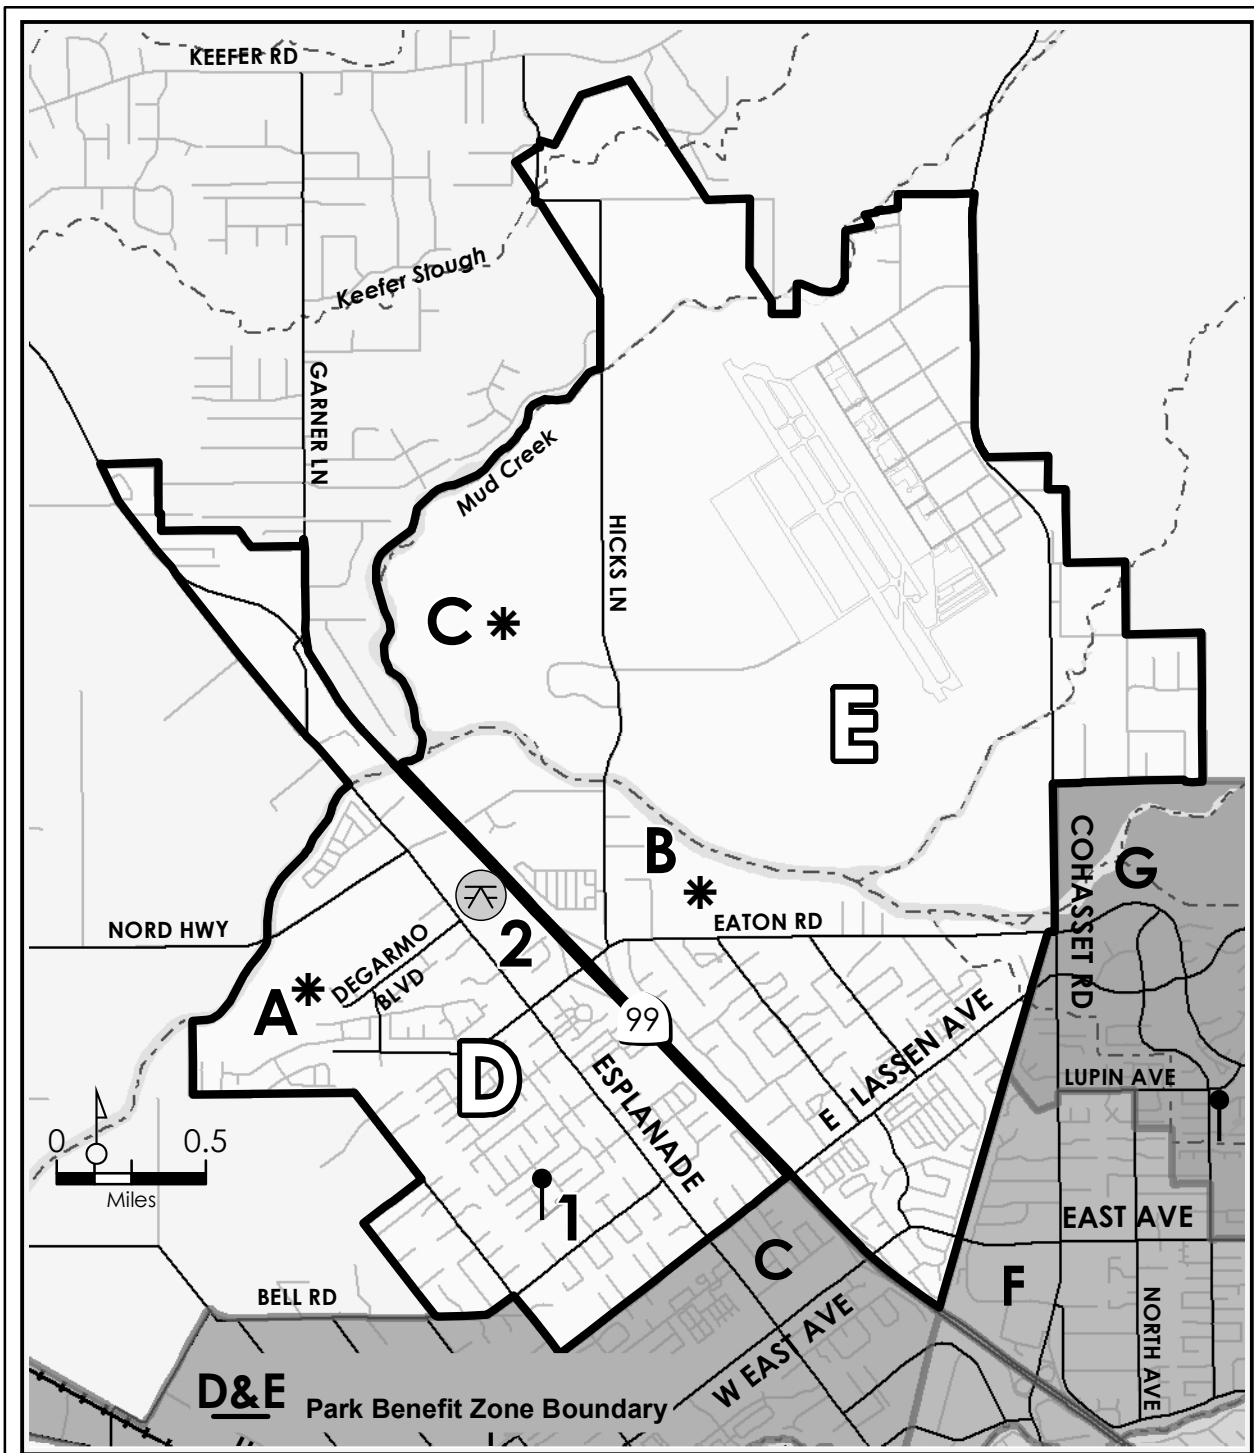 KEEFER RD
Keefer Slough
GARNER LN
Mud Creek
HICKS LN
C
E
B
COHASSET RD
G
NORD HWY
2
EATON RD
DEGARMO
BLVD
A
99
D
ESPLANADE
E LASSEN AVE
LUPIN AVE
0 0.5
Miles
1
EAST AVE
C
F
BELL RD
W EAST AVE
NORTH AVE
D&E Park Benefit Zone Boundary